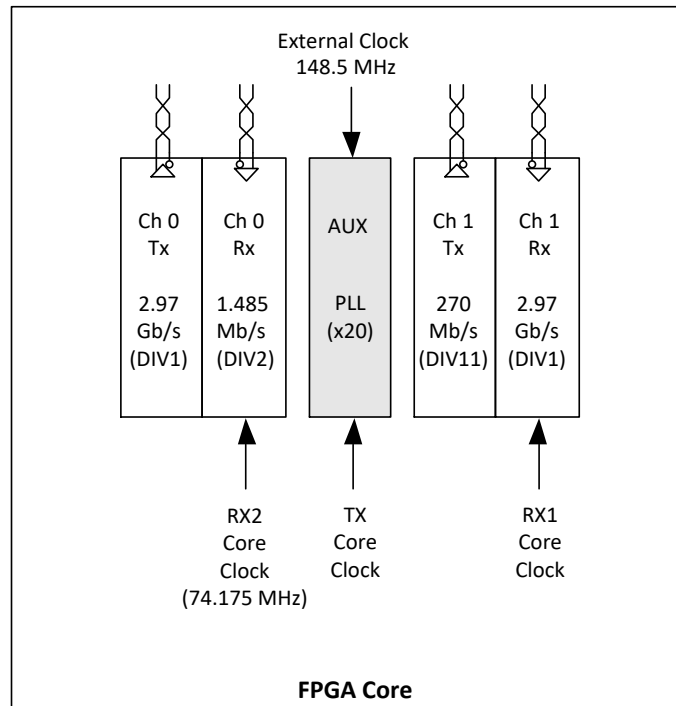 External Clock
148.5 MHz
Ch 0
Tx
2.97
Gb/s
(DIV1)
Ch 0
Rx
1.485
Mb/s
(DIV2)
AUX
PLL
(x20)
Ch 1
Tx
270
Mb/s
(DIV11)
Ch 1
Rx
2.97
Gb/s
(DIV1)
RX2
Core
Clock
(74.175 MHz)
TX
Core
Clock
RX1
Core
Clock
FPGA Core